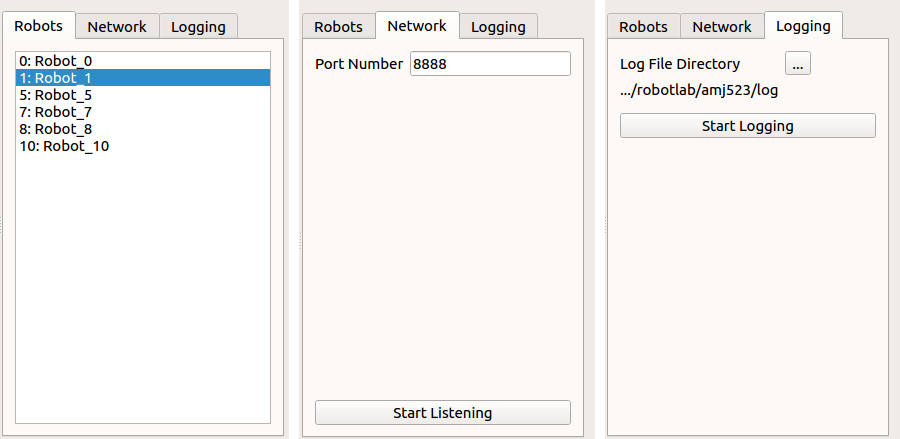 Robots Network Logging
0: Robot_0
1: Robot_1
5: Robot_5
7: Robot_7
8: Robot_8
10: Robot_10
Robots Network Logging
Port Number 8888
Start Listening
Robots Network Logging
Log File Directory ...
.../robotlab/amj523/log
Start Logging